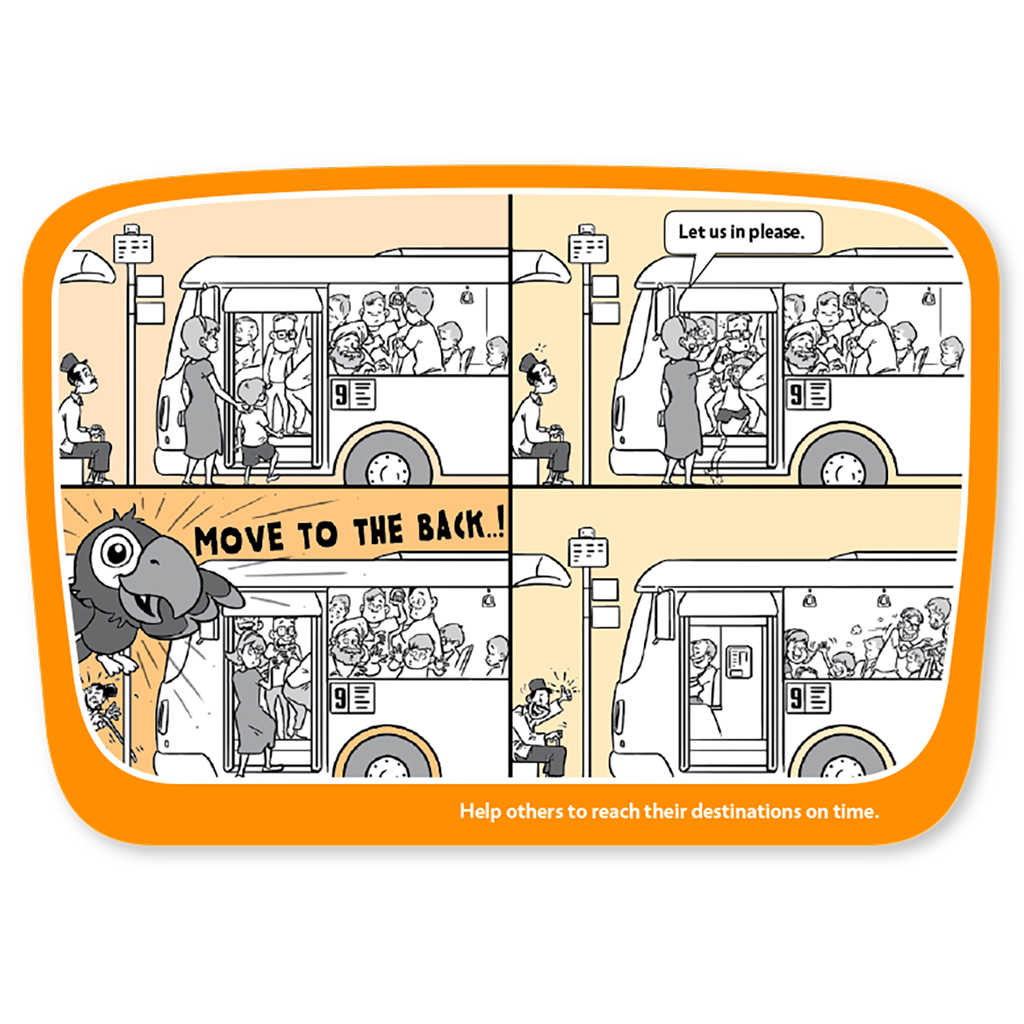 9
Let us in please.
9
MOVE TO THE BACK..!
9
9
Help others to reach their destinations on time.